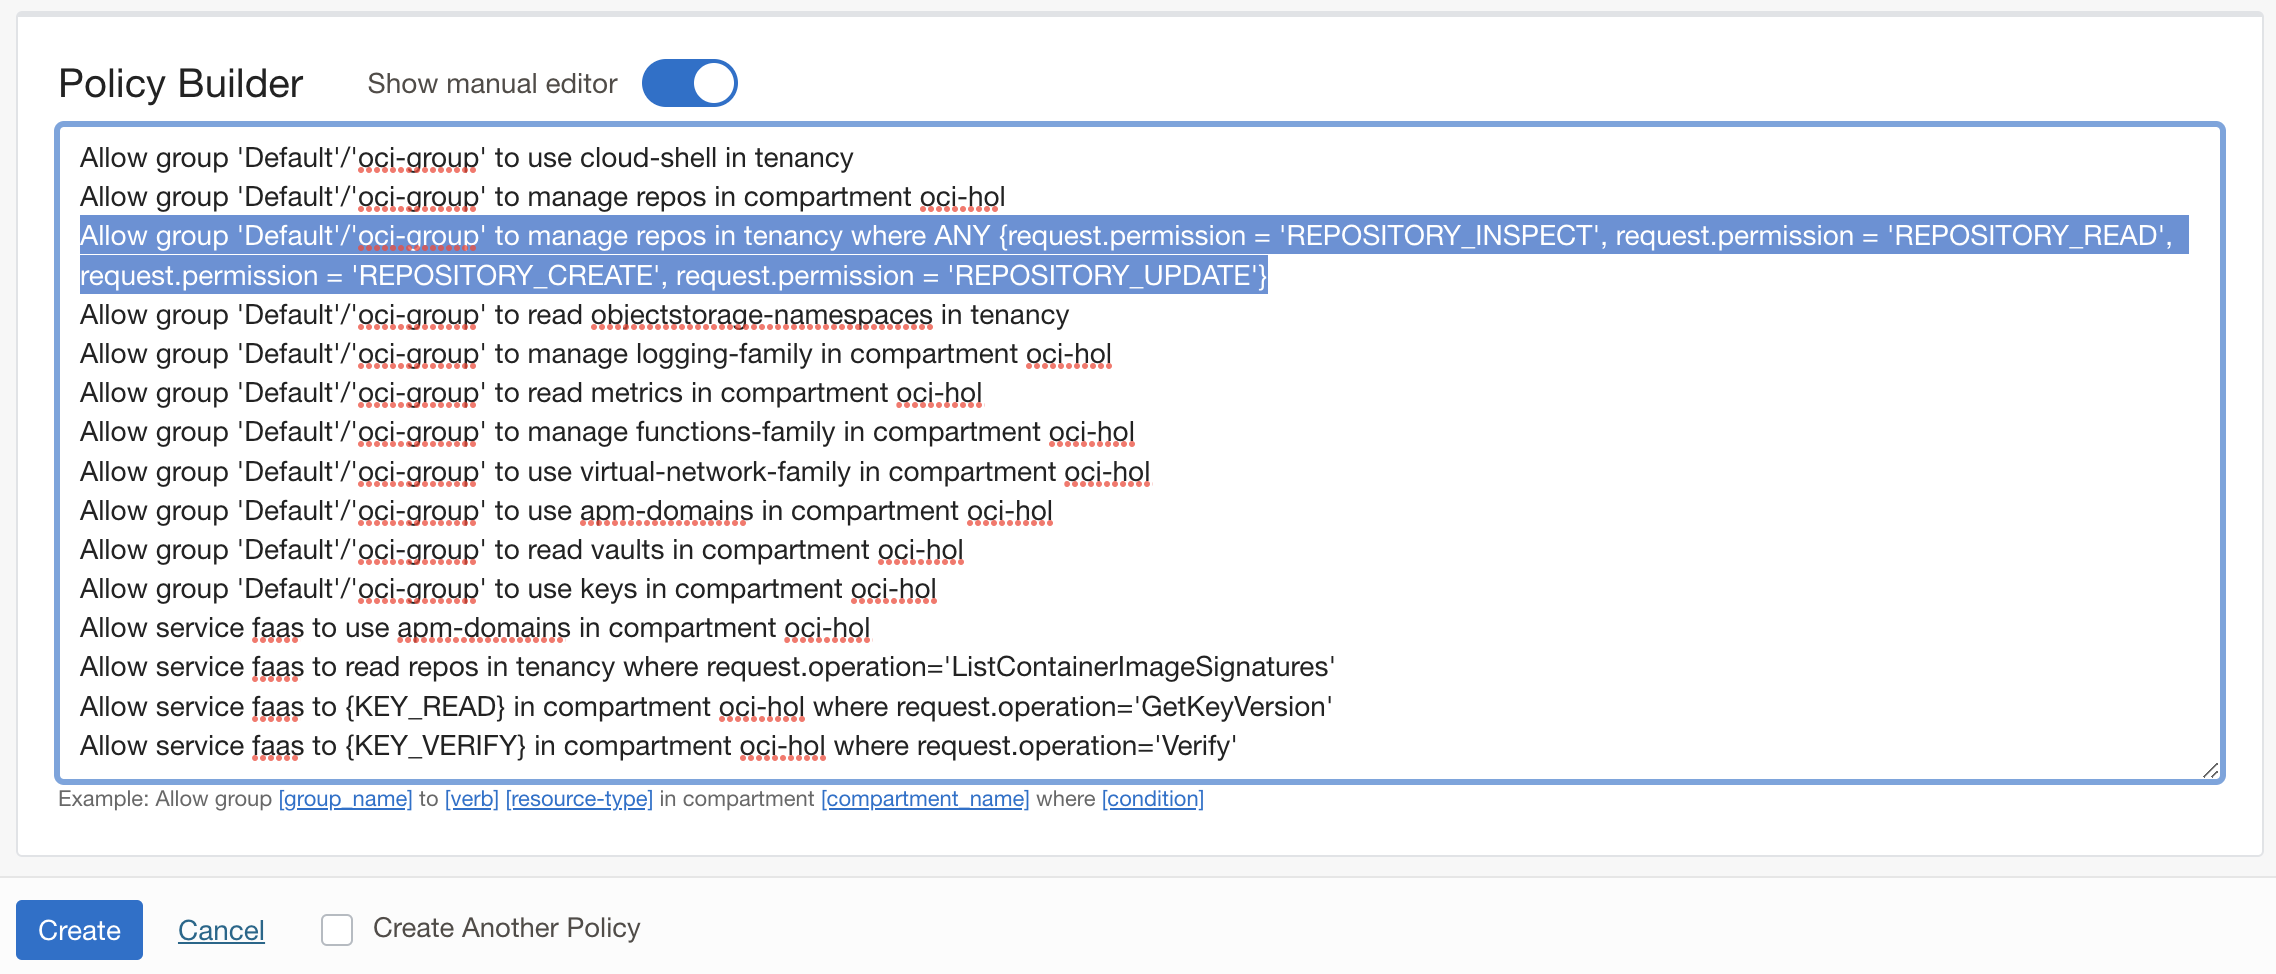 Policy Builder Show manual editor
Allow group 'Default'/'oci-group' to use cloud-shell in tenancy
Allow group 'Default'/'oci-group' to manage repos in compartment oci-hol
Allow group 'Default'/'oci-group' to manage repos in tenancy where ANY {request.permission = 'REPOSITORY_INSPECT', request.permission = 'REPOSITORY_READ',
request.permission = 'REPOSITORY_CREATE', request.permission = 'REPOSITORY_UPDATE'}
Allow group 'Default'/'oci-group' to read objectstorage-namespaces in tenancy
Allow group 'Default'/'oci-group' to manage logging-family in compartment oci-hol
Allow group 'Default'/'oci-group' to read metrics in compartment oci-hol
Allow group 'Default'/'oci-group' to manage functions-family in compartment oci-hol
Allow group 'Default'/'oci-group' to use virtual-network-family in compartment oci-hol
Allow group 'Default'/'oci-group' to use apm-domains in compartment oci-hol
Allow group 'Default'/'oci-group' to read vaults in compartment oci-hol
Allow group 'Default'/'oci-group' to use keys in compartment oci-hol
Allow service faas to use apm-domains in compartment oci-hol
Allow service faas to read repos in tenancy where request.operation='ListContainerImageSignatures'
Allow service faas to {KEY_READ} in compartment oci-hol where request.operation='GetKeyVersion'
Allow service faas to {KEY_VERIFY} in compartment oci-hol where request.operation='Verify'
Example: Allow group [group_name] to [verb] [resource-type] in compartment [compartment_name] where [condition]
Create Cancel Create Another Policy